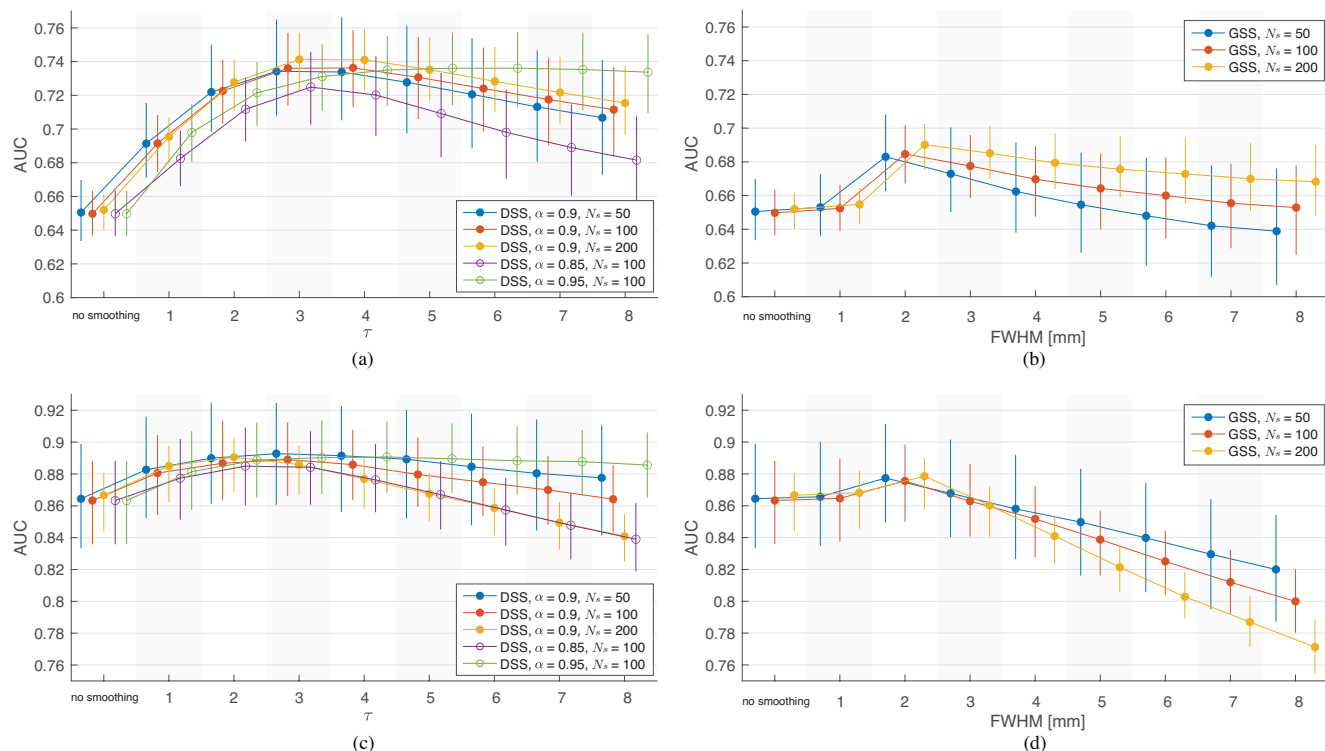 0.76
0.74
0.72
0.7
0.68
0.66
0.64
0.62
0.6
AUC
DSS, α = 0.9, Ns = 50
DSS, α = 0.9, Ns = 100
DSS, α = 0.9, Ns = 200
DSS, α = 0.85, Ns = 100
DSS, α = 0.95, Ns = 100
no smoothing 1 2 3 4 5 6 7 8
τ
(a)
0.76
0.74
0.72
0.7
0.68
0.66
0.64
0.62
0.6
AUC
GSS, Ns = 50
GSS, Ns = 100
GSS, Ns = 200
no smoothing 1 2 3 4 5 6 7 8
FWHM [mm]
(b)
0.92
0.9
0.88
0.86
0.84
0.82
0.8
0.78
0.76
AUC
DSS, α = 0.9, Ns = 50
DSS, α = 0.9, Ns = 100
DSS, α = 0.9, Ns = 200
DSS, α = 0.85, Ns = 100
DSS, α = 0.95, Ns = 100
no smoothing 1 2 3 4 5 6 7 8
τ
(c)
0.92
0.9
0.88
0.86
0.84
0.82
0.8
0.78
0.76
AUC
GSS, Ns = 50
GSS, Ns = 100
GSS, Ns = 200
no smoothing 1 2 3 4 5 6 7 8
FWHM [mm]
(d)